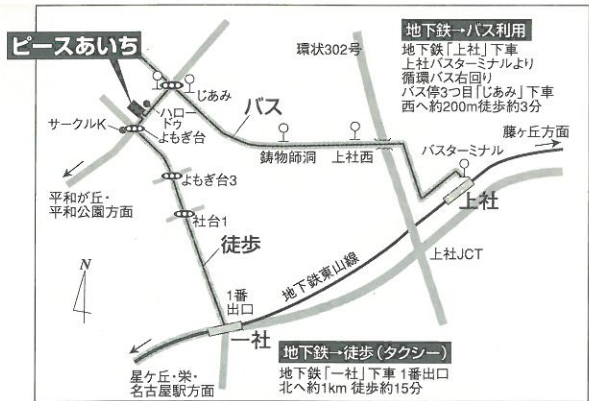 ピースあいち
地下鉄→バス利用
地下鉄「上社」下車
上社バスターミナルより
循環バス右回り
バス停3つ目「じあみ」下車
西へ約200m徒歩約3分
環状302号
じあみ
バス
ハロー
ドゥ
サークルK
よもぎ台
鋳物師洞
上社西
バスターミナル
藤ヶ丘方面
よもぎ台3
平和が丘・
平和公園方面
上社
社台1
徒歩
上社JCT
地下鉄東山線
N
1番
出口
一社
星ケ丘・栄・
名古屋駅方面
地下鉄→徒歩(タクシー)
地下鉄「一社」下車 1番出口
北へ約1km 徒歩約15分